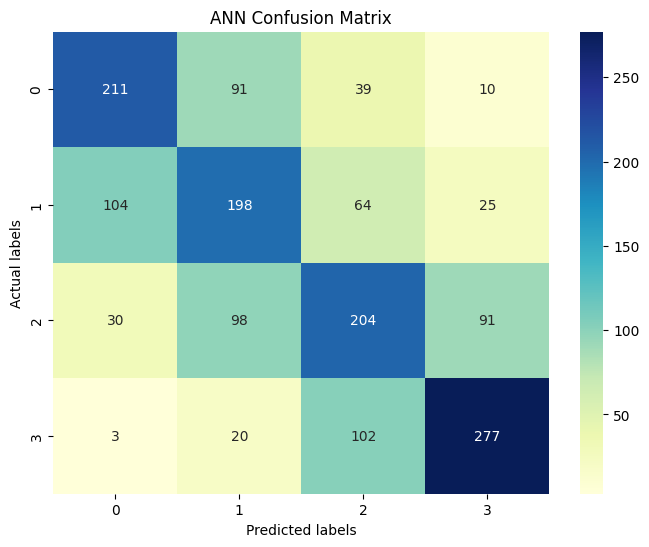 ANN Confusion Matrix
0 211 91 39 10
1 104 198 64 25
2 30 98 204 91
3 3 20 102 277
0 1 2 3
Predicted labels
Actual labels
250
200
150
100
50